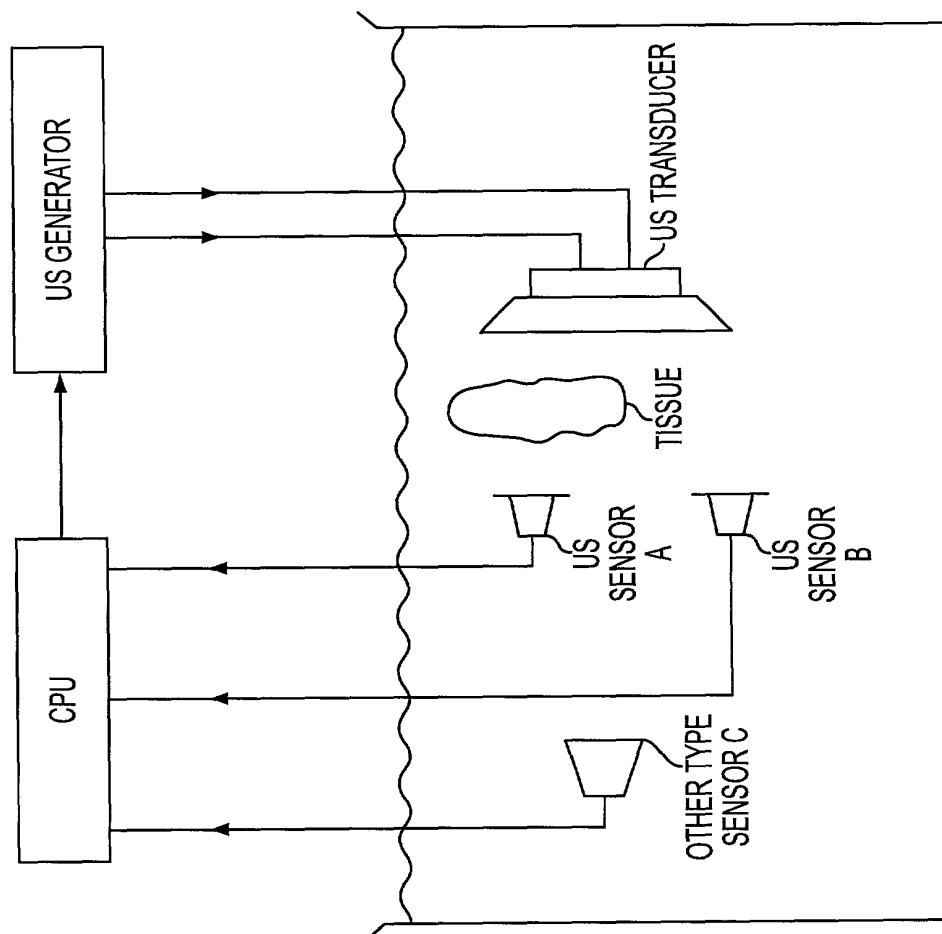 CPU
US GENERATOR
US TRANSDUCER
TISSUE
US
SENSOR
A
US
SENSOR
B
OTHER TYPE
SENSOR C